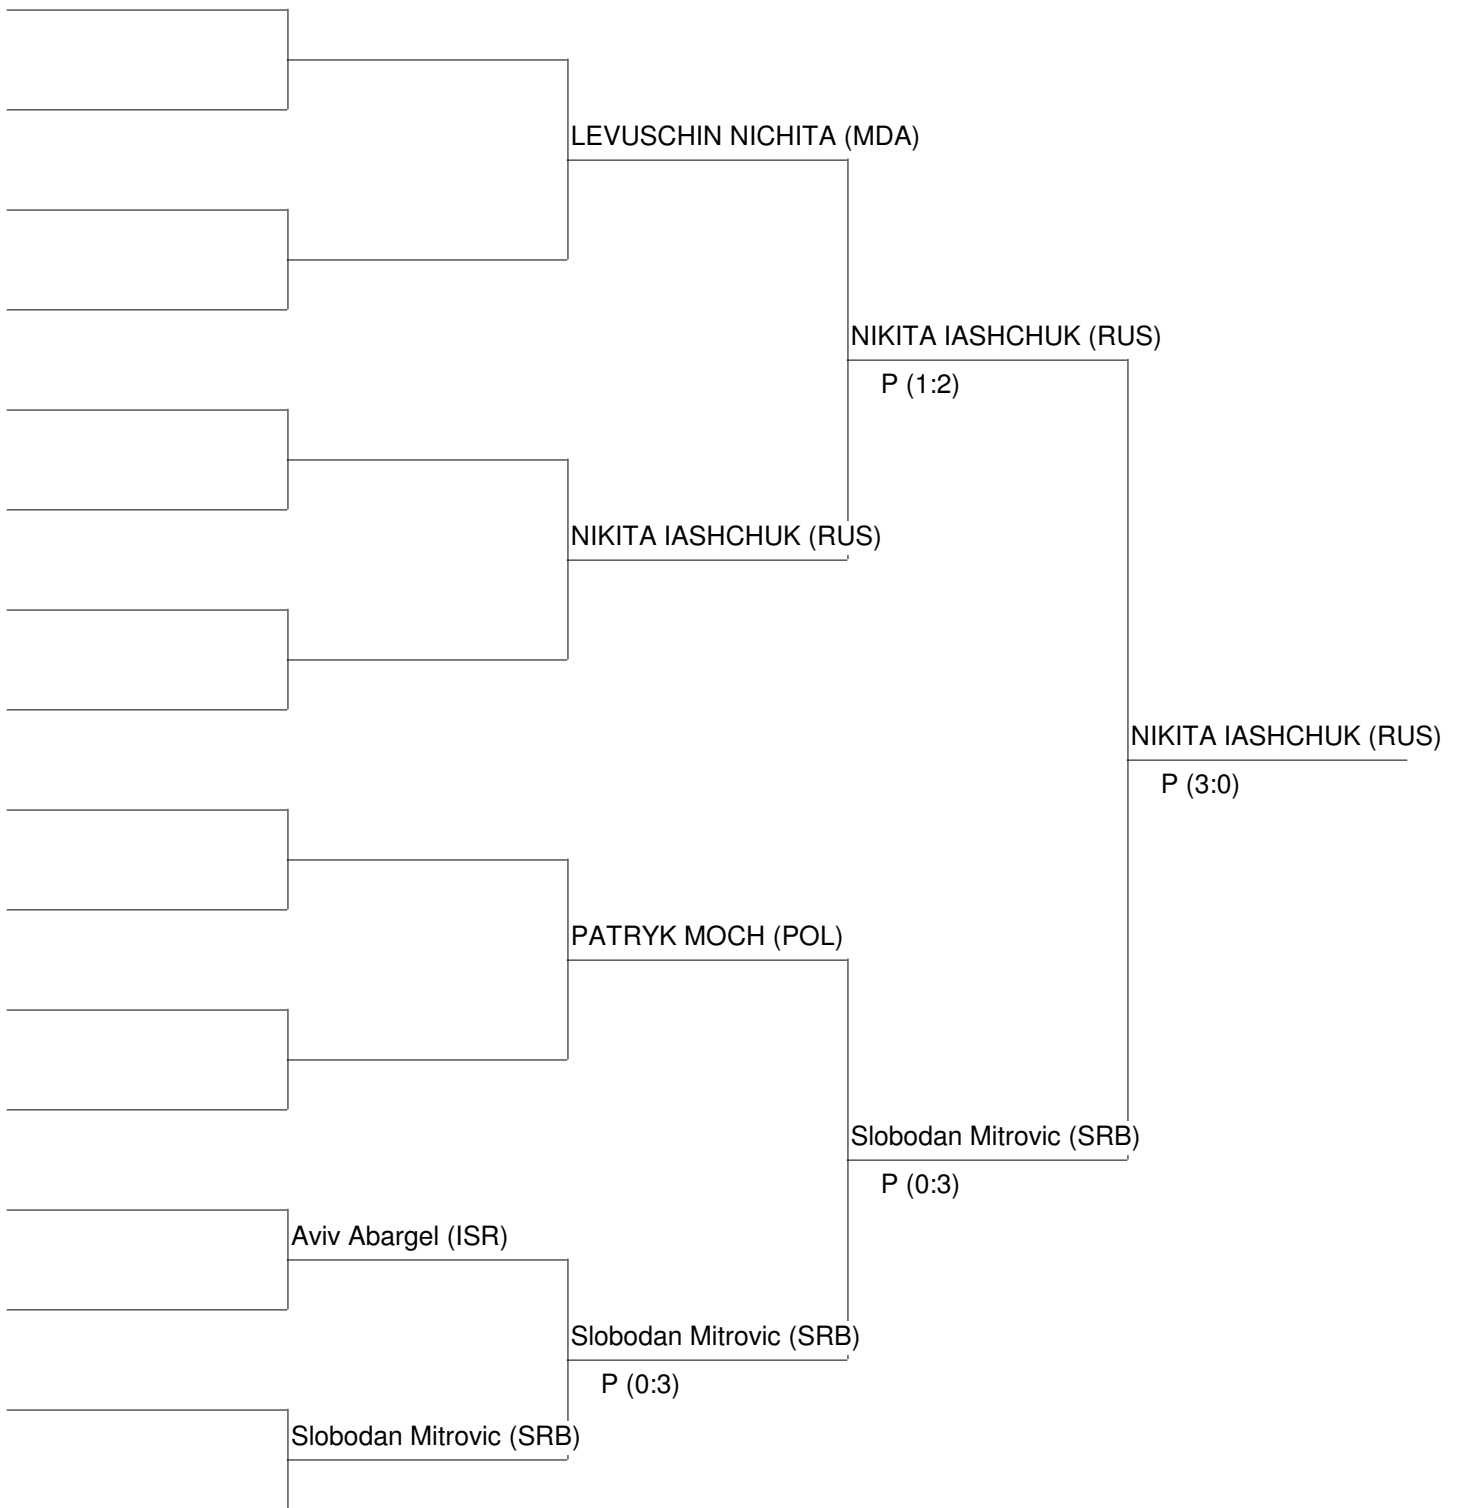 LEVUSCHIN NICHITA (MDA)
NIKITA IASHCHUK (RUS)
P (1:2)
NIKITA IASHCHUK (RUS)
NIKITA IASHCHUK (RUS)
P (3:0)
PATRYK MOCH (POL)
Slobodan Mitrovic (SRB)
P (0:3)
Aviv Abargel (ISR)
Slobodan Mitrovic (SRB)
P (0:3)
Slobodan Mitrovic (SRB)